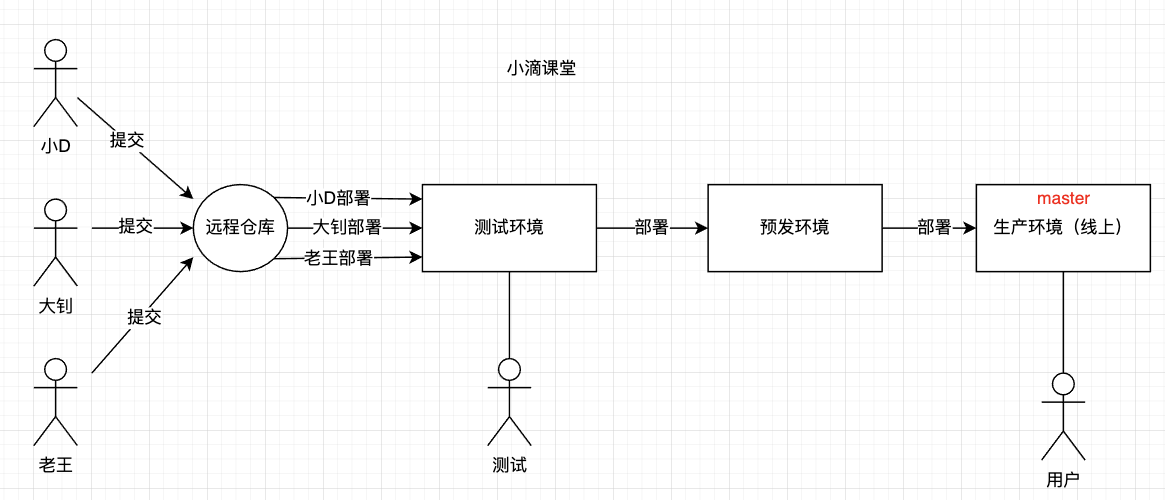 小滴课堂
小D
提交
大钊
提交
老王
提交
远程仓库
小D部署
大钊部署
老王部署
测试环境
测试
部署
预发环境
部署
master
生产环境（线上）
用户